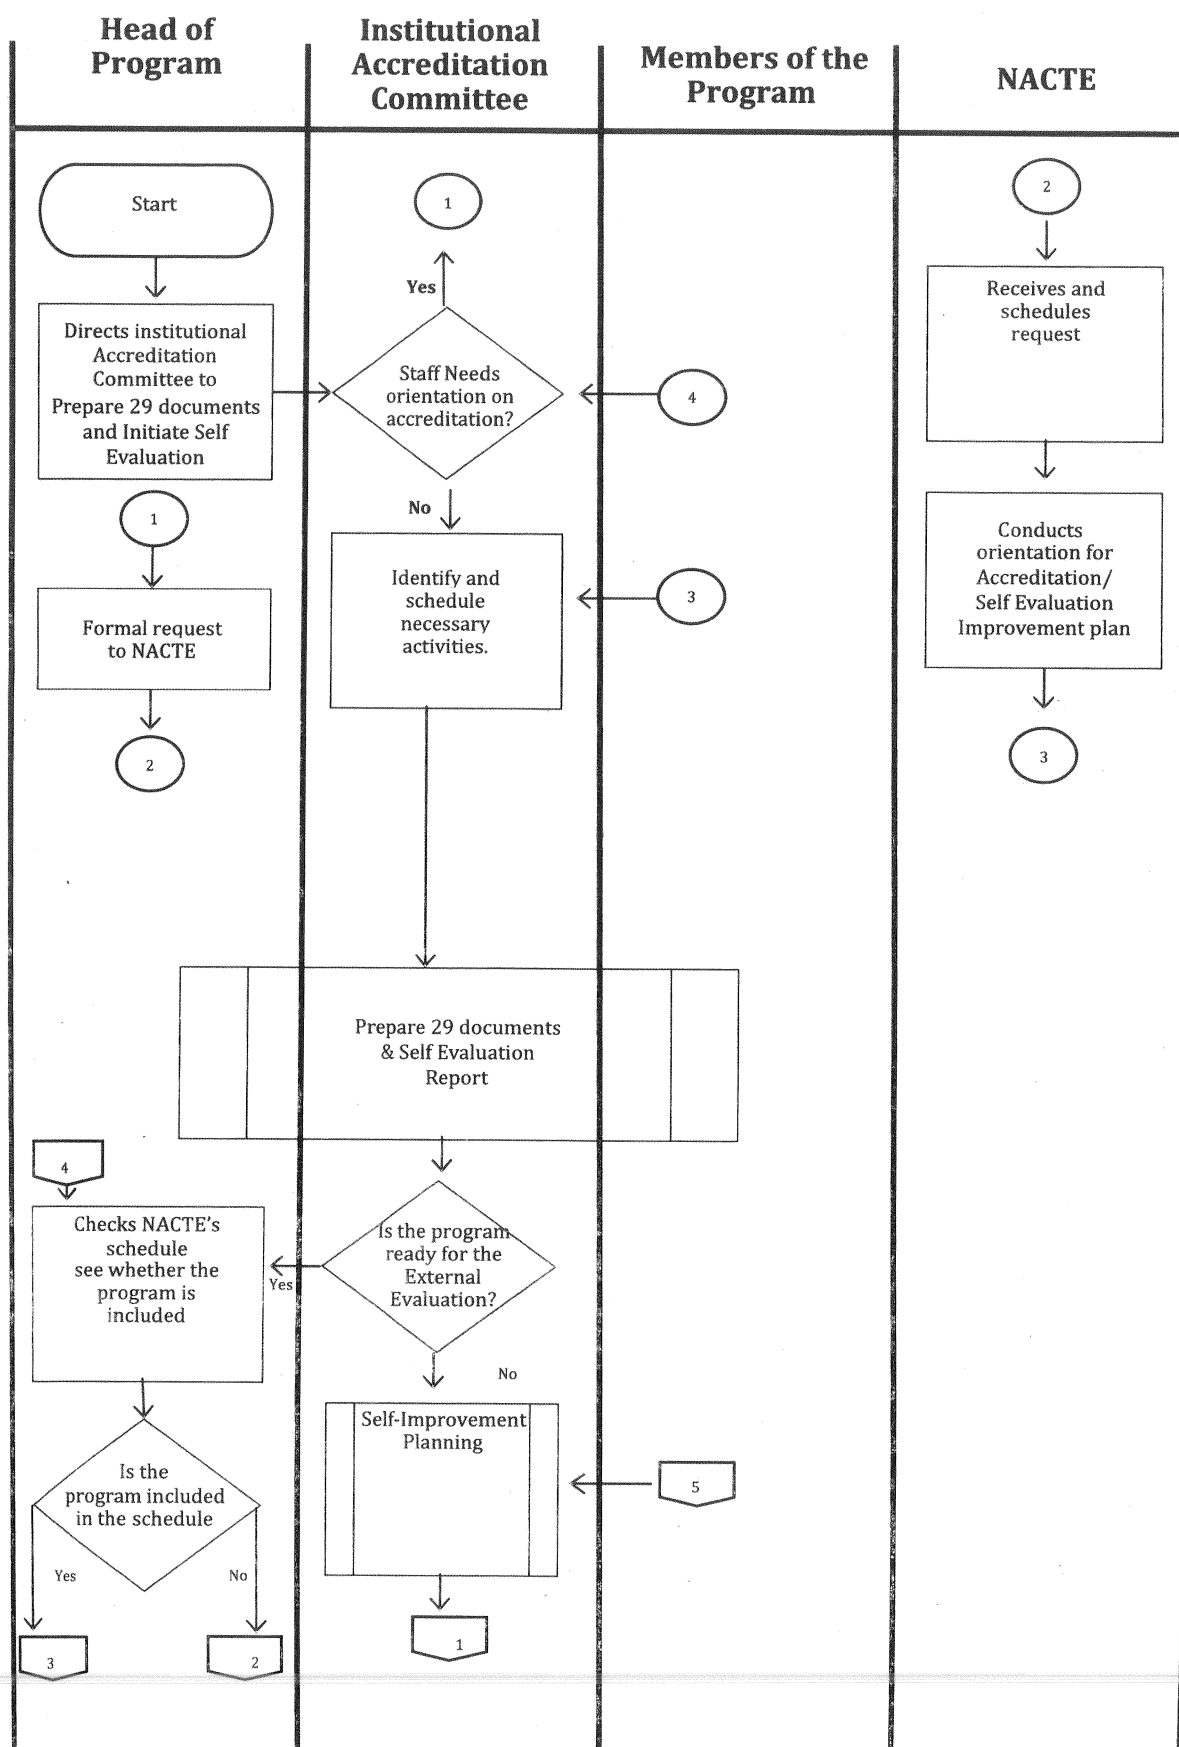 Head of
Program
Institutional
Accreditation
Committee
Members of the
Program
NACTE
Start
Directs institutional
Accreditation
Committee to
Prepare 29 documents
and Initiate Self
Evaluation
1
Formal request
to NACTE
2
1
Yes
Staff Needs
orientation on
accreditation?
No
Identify and
schedule
necessary
activities.
4
3
2
Receives and
schedules
request
Conducts
orientation for
Accreditation/
Self Evaluation
Improvement plan
3
Prepare 29 documents
& Self Evaluation
Report
4
Checks NACTE's
schedule
see whether the
program is
included
Yes
Is the program
ready for the
External
Evaluation?
No
Is the
program included
in the schedule
Yes
No
3
2
Self-Improvement
Planning
1
5